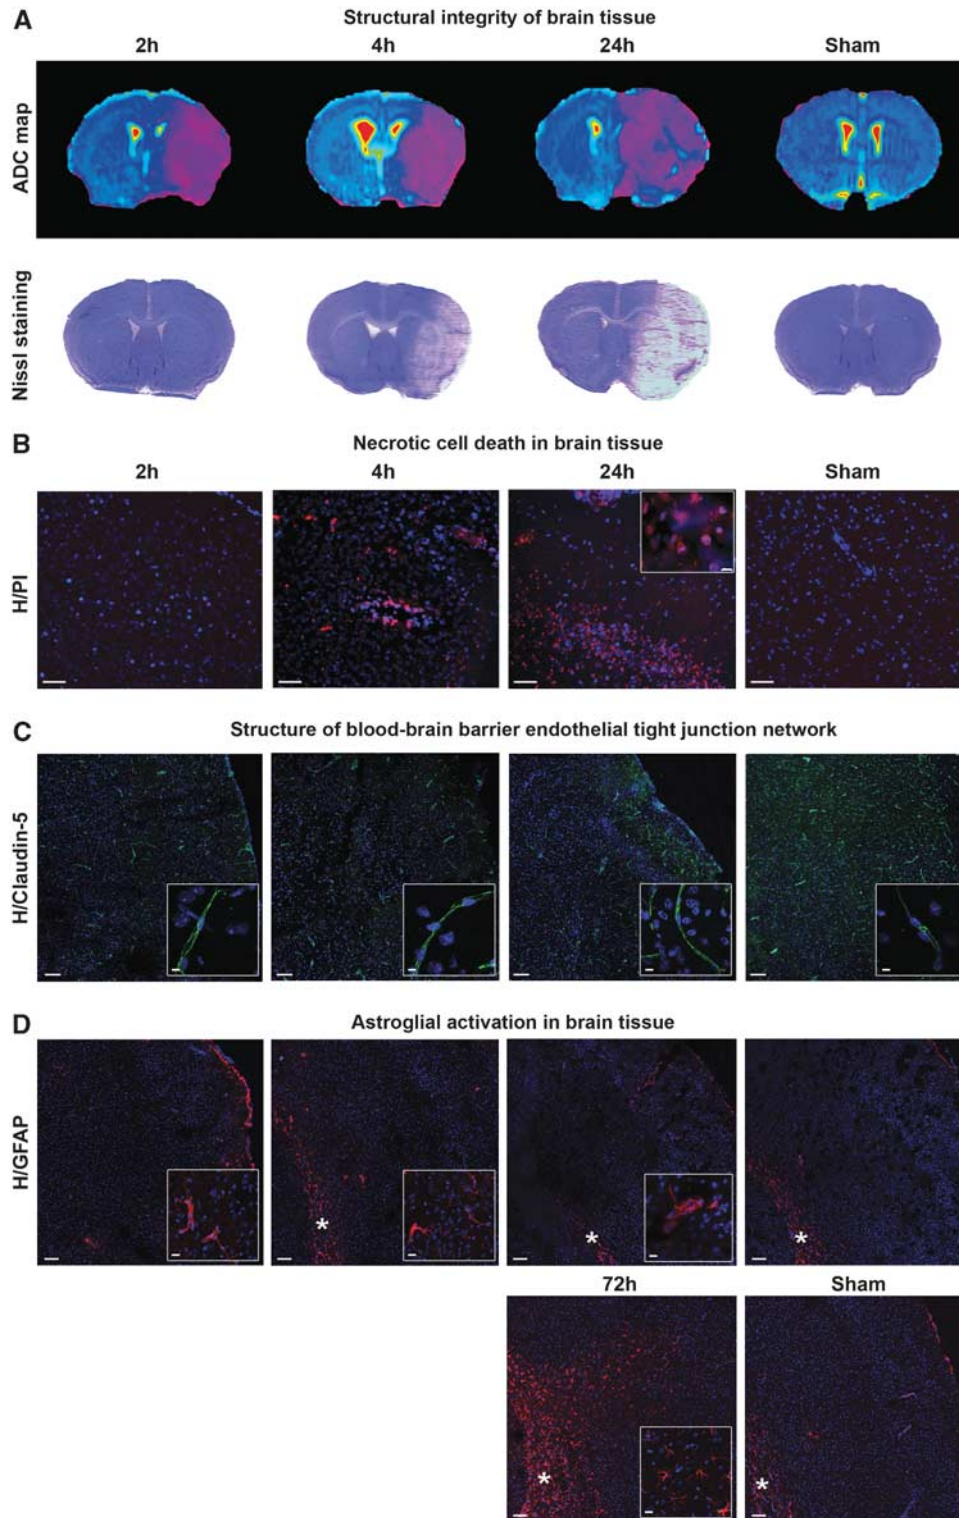 A
Structural integrity of brain tissue
2h 4h 24h Sham
ADC map
Nissl staining
B
Necrotic cell death in brain tissue
2h 4h 24h Sham
H/PI
C
Structure of blood-brain barrier endothelial tight junction network
H/Claudin-5
D
Astroglial activation in brain tissue
H/GFAP
*
*
*
72h Sham
*
*